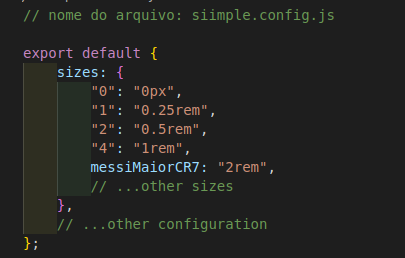 // nome do arquivo: siimple.config.js
export default {
sizes: {
"0": "0px",
"1": "0.25rem",
"2": "0.5rem",
"4": "1rem",
messiMaiorCR7: "2rem",
// ...other sizes
},
// ...other configuration
};